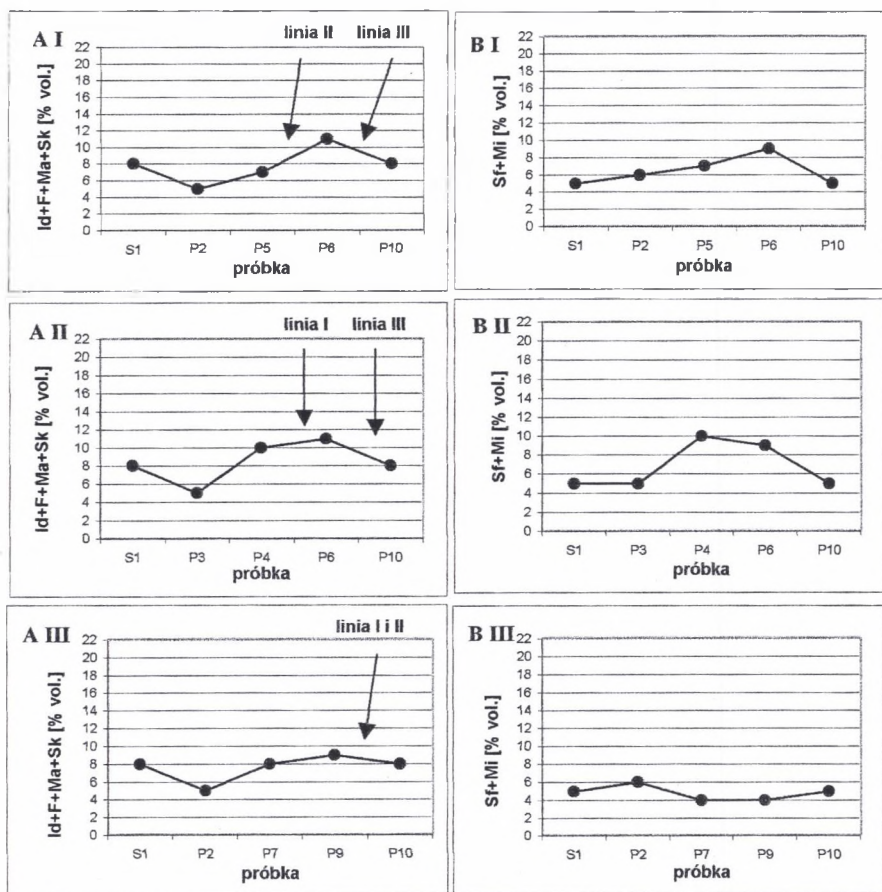 A I
linia II linia III
Id+F+Ma+Sk [% vol.]
22
20
18
16
14
12
10
8
6
4
2
0
S1 P2 P5 P6 P10
próbka
B I
Sf+Mi [% vol.]
22
20
18
16
14
12
10
8
6
4
2
0
S1 P2 P5 P6 P10
próbka
A II
linia I linia III
Id+F+Ma+Sk [% vol.]
22
20
18
16
14
12
10
8
6
4
2
0
S1 P3 P4 P6 P10
próbka
B II
Sf+Mi [% vol.]
22
20
18
16
14
12
10
8
6
4
2
0
S1 P3 P4 P6 P10
próbka
A III
linia I i II
Id+F+Ma+Sk [% vol.]
22
20
18
16
14
12
10
8
6
4
2
0
S1 P2 P7 P9 P10
próbka
B III
Sf+Mi [% vol.]
22
20
18
16
14
12
10
8
6
4
2
0
S1 P2 P7 P9 P10
próbka